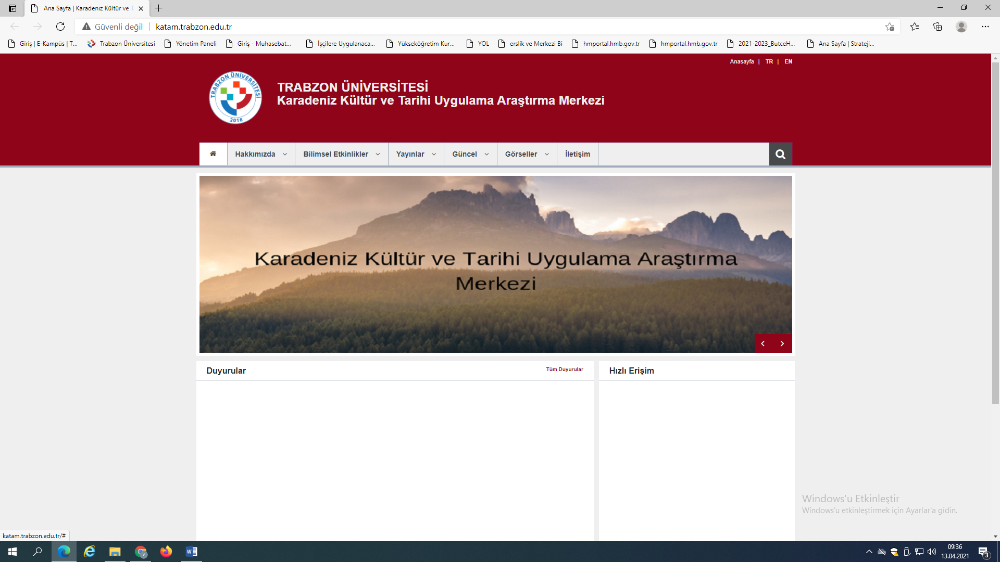 Ana Sayfa | Karadeniz Kültür ve T
Güvenli değil
katam.trabzon.edu.tr
Giriş | E-Kampüs | T...
Trabzon Üniversitesi
Yönetim Paneli
Giriş - Muhasebat...
İşçilere Uygulanaca...
Yükseköğretim Kur...
YOL
erslik ve Merkezi Bi
hmportal.hmb.gov.tr
hmportal.hmb.gov.tr
2021-2023_ButceH...
Ana Sayfa | Strateji...
Anasayfa | TR | EN
TRABZON ÜNİVERSİTESİ
2018
TRABZON ÜNİVERSİTESİ
Karadeniz Kültür ve Tarihi Uygulama Araştırma Merkezi
Hakkımızda
Bilimsel Etkinlikler
Yayınlar
Güncel
Görseller
İletişim
Karadeniz Kültür ve Tarihi Uygulama Araştırma
Merkezi
Duyurular
Tüm Duyurular
Hızlı Erişim
Windows'u Etkinleştir
Windows'u etkinleştirmek için Ayarlar'a gidin.
katam.trabzon.edu.tr/#
09:36
13.04.2021
3